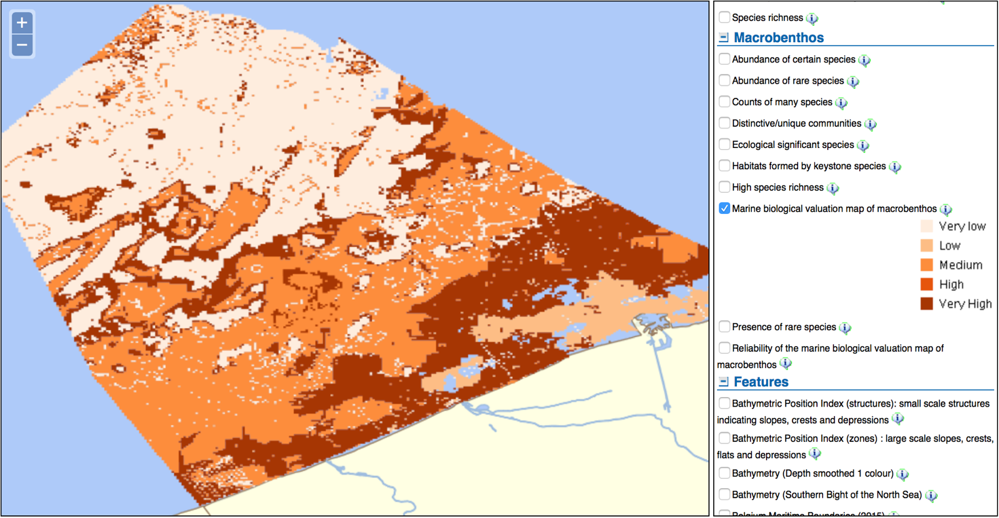 +
−
Species richness
Macrobenthos
Abundance of certain species
Abundance of rare species
Counts of many species
Distinctive/unique communities
Ecological significant species
Habitats formed by keystone species
High species richness
Marine biological valuation map of macrobenthos
Very low
Low
Medium
High
Very High
Presence of rare species
Reliability of the marine biological valuation map of
macrobenthos
Features
Bathymetric Position Index (structures): small scale structures
indicating slopes, crests and depressions
Bathymetric Position Index (zones) : large scale slopes, crests,
flats and depressions
Bathymetry (Depth smoothed 1 colour)
Bathymetry (Southern Bight of the North Sea)
Belgium Maritime Boundaries (2015)